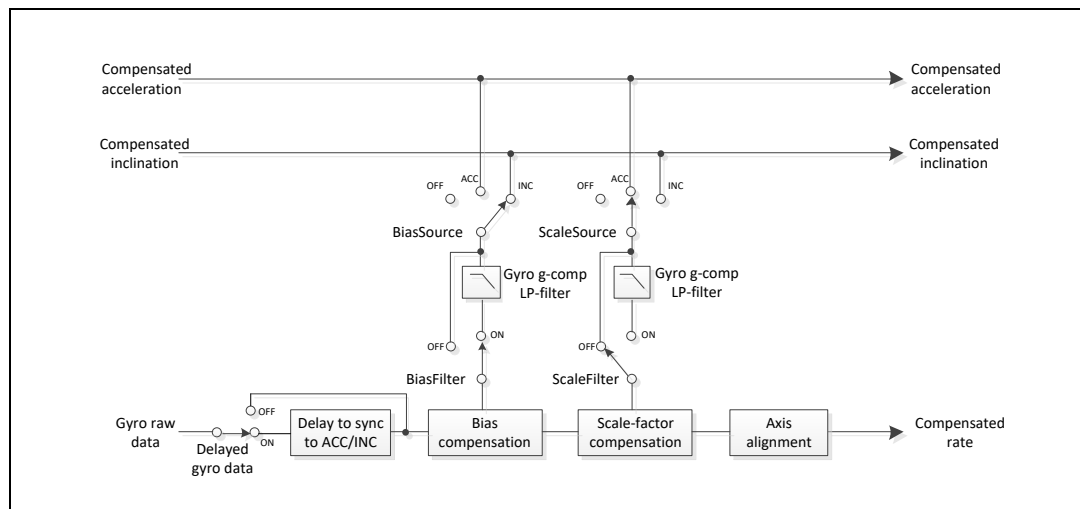 Compensated
acceleration
Compensated
acceleration
Compensated
inclination
Compensated
inclination
OFF
ACC
INC
OFF
ACC
INC
BiasSource
ScaleSource
Gyro g-comp
LP-filter
Gyro g-comp
LP-filter
OFF
ON
OFF
ON
BiasFilter
ScaleFilter
Gyro raw
data
OFF
ON
Delayed
gyro data
Delay to sync
to ACC/INC
Bias
compensation
Scale-factor
compensation
Axis
alignment
Compensated
rate